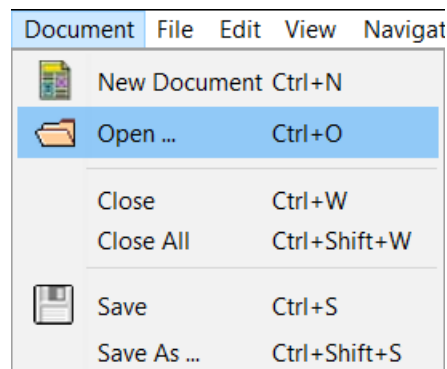 Document File Edit View Navigat
New Document Ctrl+N
Open ... Ctrl+O
Close Ctrl+W
Close All Ctrl+Shift+W
Save Ctrl+S
Save As ... Ctrl+Shift+S